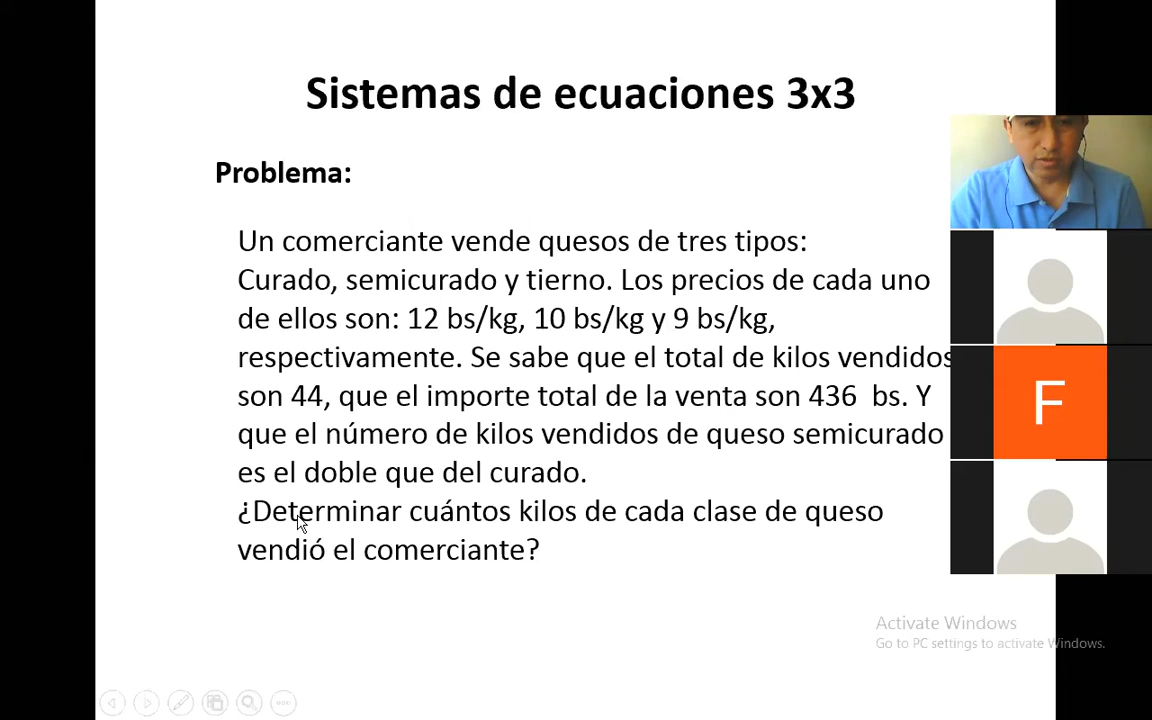 Sistemas de ecuaciones 3x3
Problema:
Un comerciante vende quesos de tres tipos:
Curado, semicurado y tierno. Los precios de cada uno
de ellos son: 12 bs/kg, 10 bs/kg y 9 bs/kg,
respectivamente. Se sabe que el total de kilos vendidos
son 44, que el importe total de la venta son 436 bs. Y
que el número de kilos vendidos de queso semicurado
es el doble que del curado.
¿Determinar cuántos kilos de cada clase de queso
vendió el comerciante?
F
Activate Windows
Go to PC settings to activate Windows.